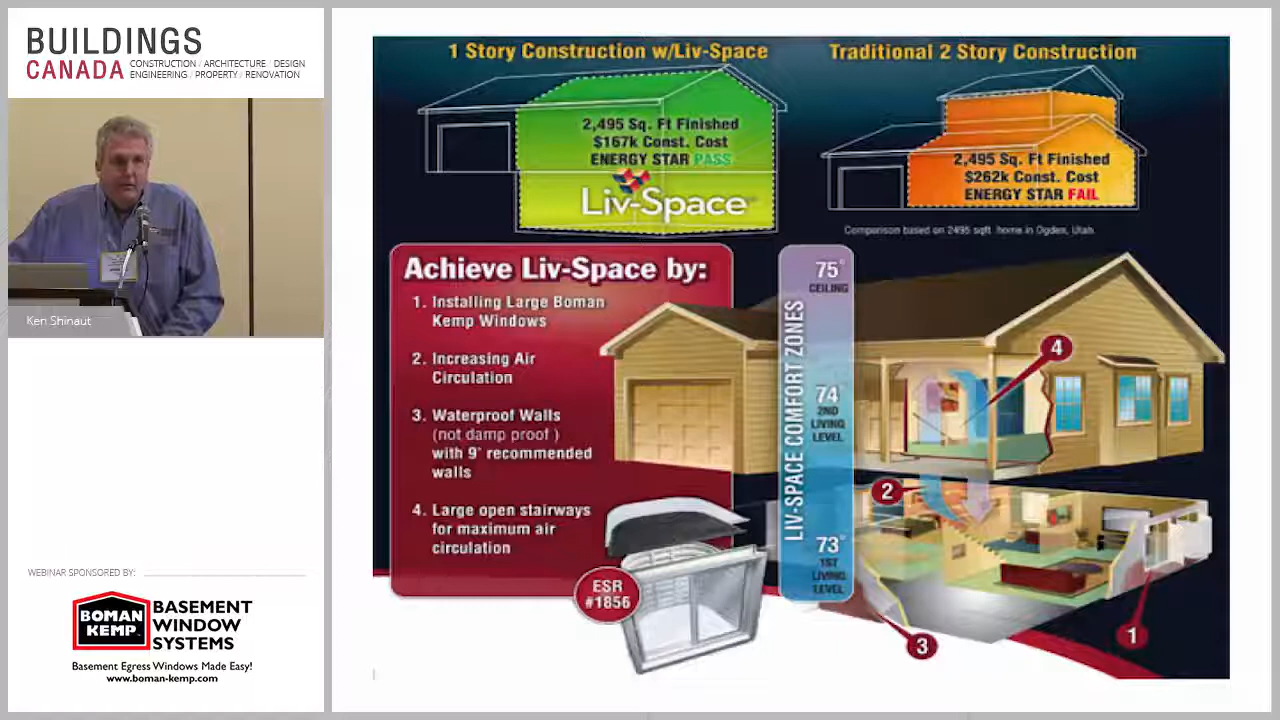 BUILDINGS
CANADA
CONSTRUCTION / ARCHITECTURE / DESIGN
ENGINEERING / PROPERTY / RENOVATION
Ken Shinaut
WEBINAR SPONSORED BY:
BOMAN
KEMP
BASEMENT
WINDOW
SYSTEMS
Basement Egress Windows Made Easy!
www.boman-kemp.com
1 Story Construction w/Liv-Space
2,495 Sq. Ft Finished
$167k Const. Cost
ENERGY STAR PASS
Liv-Space
Traditional 2 Story Construction
2,495 Sq. Ft Finished
$262k Const. Cost
ENERGY STAR FAIL
Comparison based on 2495 sqft. home in Ogden, Utah.
Achieve Liv-Space by:
1. Installing Large Boman
Kemp Windows
2. Increasing Air
Circulation
3. Waterproof Walls
(not damp proof )
with 9' recommended
walls
4. Large open stairways
for maximum air
circulation
ESR
#1856
LIV-SPACE COMFORT ZONES
75°
CEILING
74°
2ND
LIVING
LEVEL
73°
1ST
LIVING
LEVEL
4
2
1
3